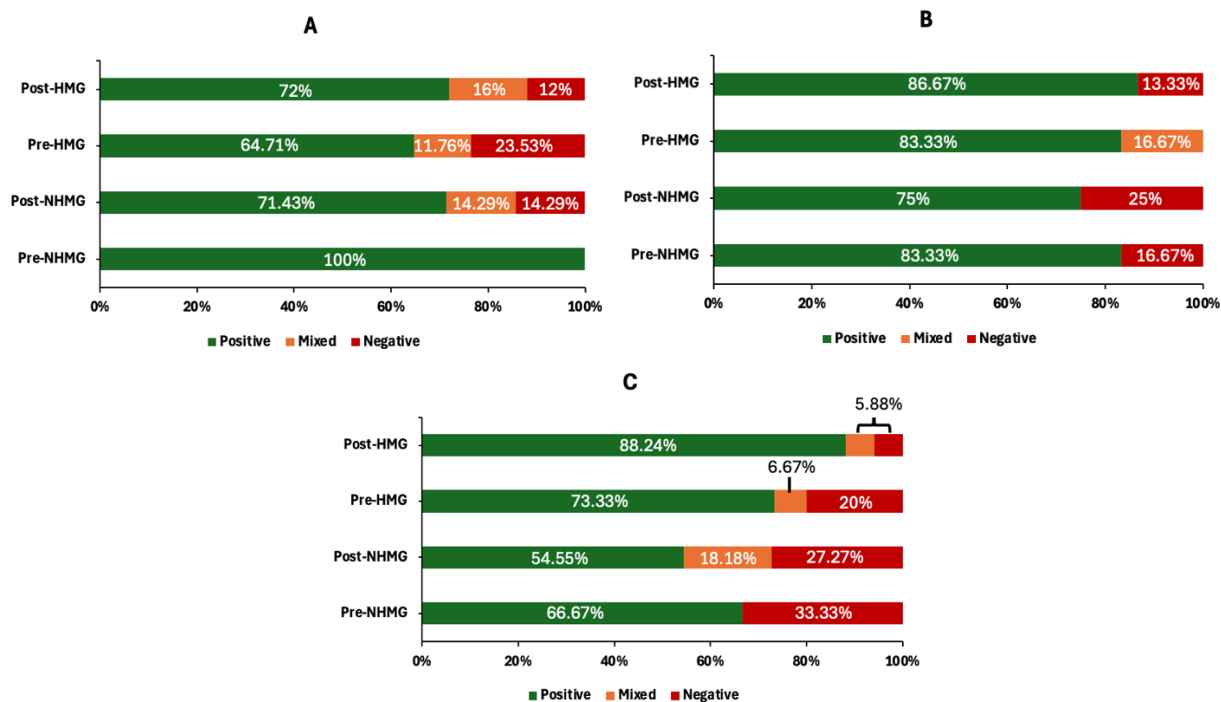 A
Post-HMG 72% 16% 12%
Pre-HMG 64.71% 11.76% 23.53%
Post-NHMG 71.43% 14.29% 14.29%
Pre-NHMG 100%
0% 20% 40% 60% 80% 100%
Positive Mixed Negative
B
Post-HMG 86.67% 13.33%
Pre-HMG 83.33% 16.67%
Post-NHMG 75% 25%
Pre-NHMG 83.33% 16.67%
0% 20% 40% 60% 80% 100%
Positive Mixed Negative
C
5.88%
Post-HMG 88.24%
6.67%
Pre-HMG 73.33% 20%
Post-NHMG 54.55% 18.18% 27.27%
Pre-NHMG 66.67% 33.33%
0% 20% 40% 60% 80% 100%
Positive Mixed Negative